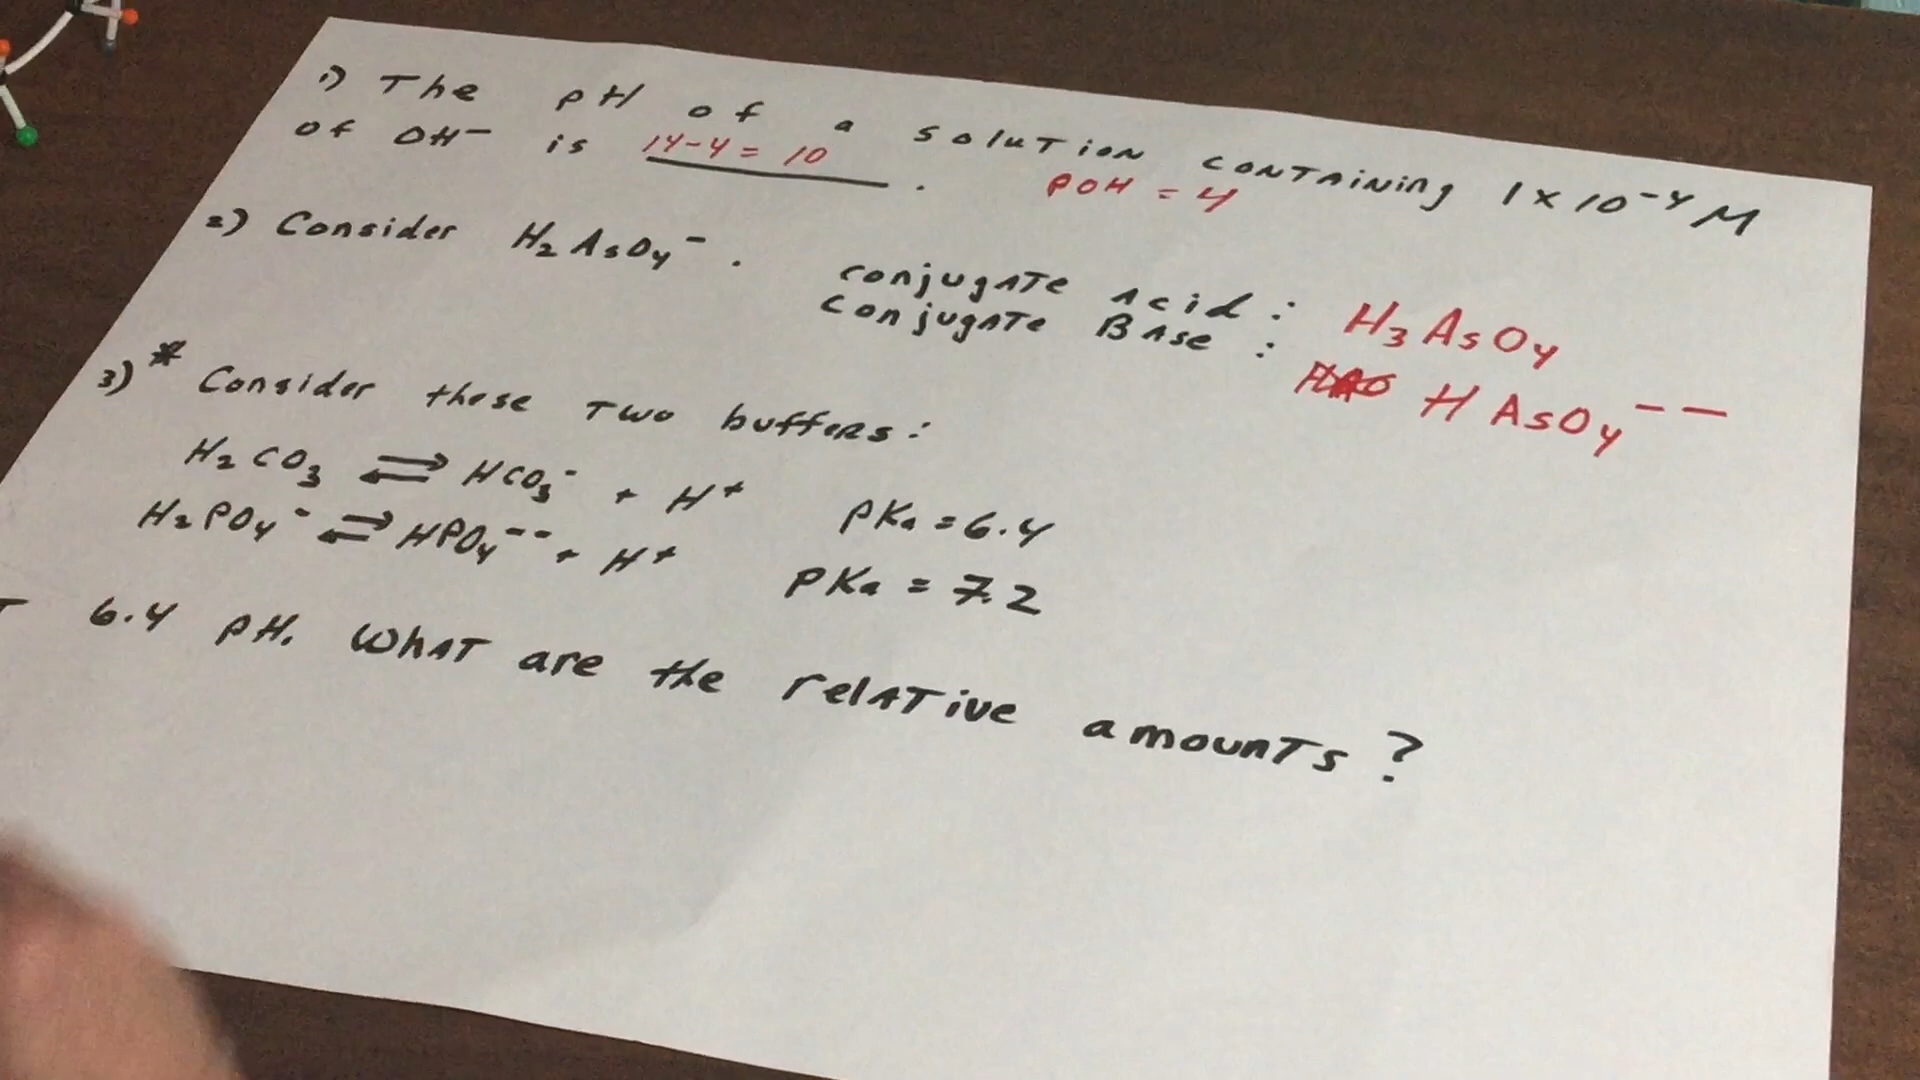 1) The pH of a solution containing 1 x 10⁻⁴ M
of OH⁻ is 14-4 = 10 . pOH = 4
2) Consider H₂AsO₄⁻. conjugate acid : H₃AsO₄
conjugate Base : HAsO₄⁻⁻
3)* Consider these two buffers:
H₂CO₃ ⇌ HCO₃⁻ + H⁺ pKa = 6.4
H₂PO₄⁻ ⇌ HPO₄⁻⁻ + H⁺ pKa = 7.2
6.4 pH. What are the relative amounts?